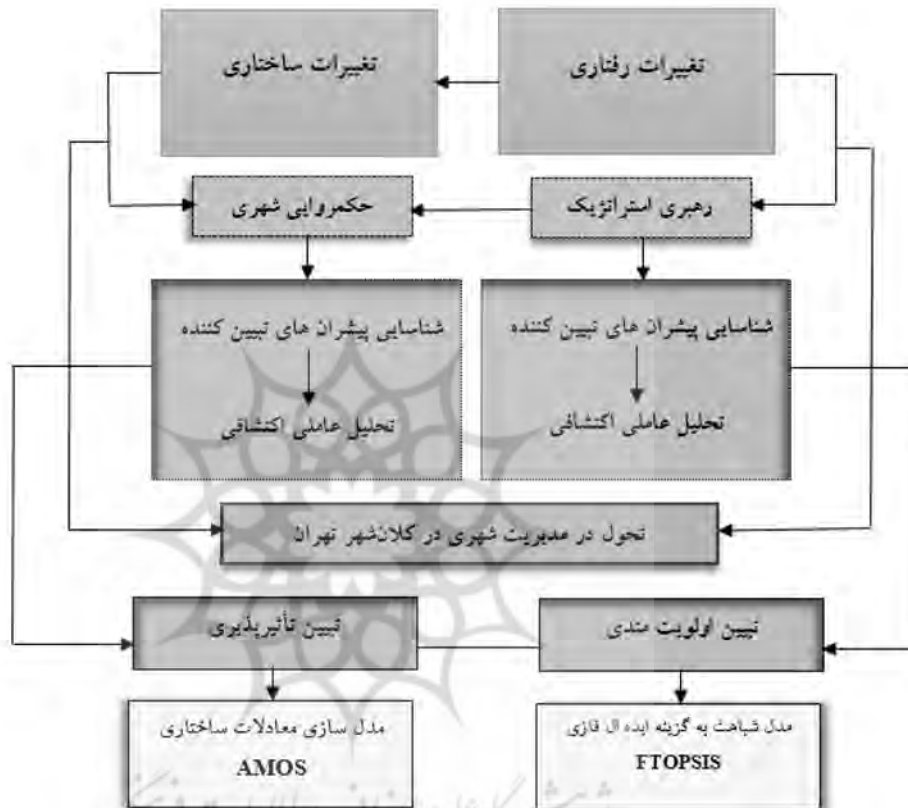 تغییرات رفتاری
تغییرات ساختاری
رهبری استراتژیک
حکمروایی شهری
شناسایی پیشران های تبیین کننده
تحلیل عاملی اکتشافی
شناسایی پیشران های تبیین کننده
تحلیل عاملی اکتشافی
تحول در مدیریت شهری در کلان‌شهر تهران
تبیین اولویت مندی
تبیین تأثیرپذیری
مدل شباهت به گزینه ایده ال فازی
FTOPSIS
مدل سازی معادلات ساختاری
AMOS